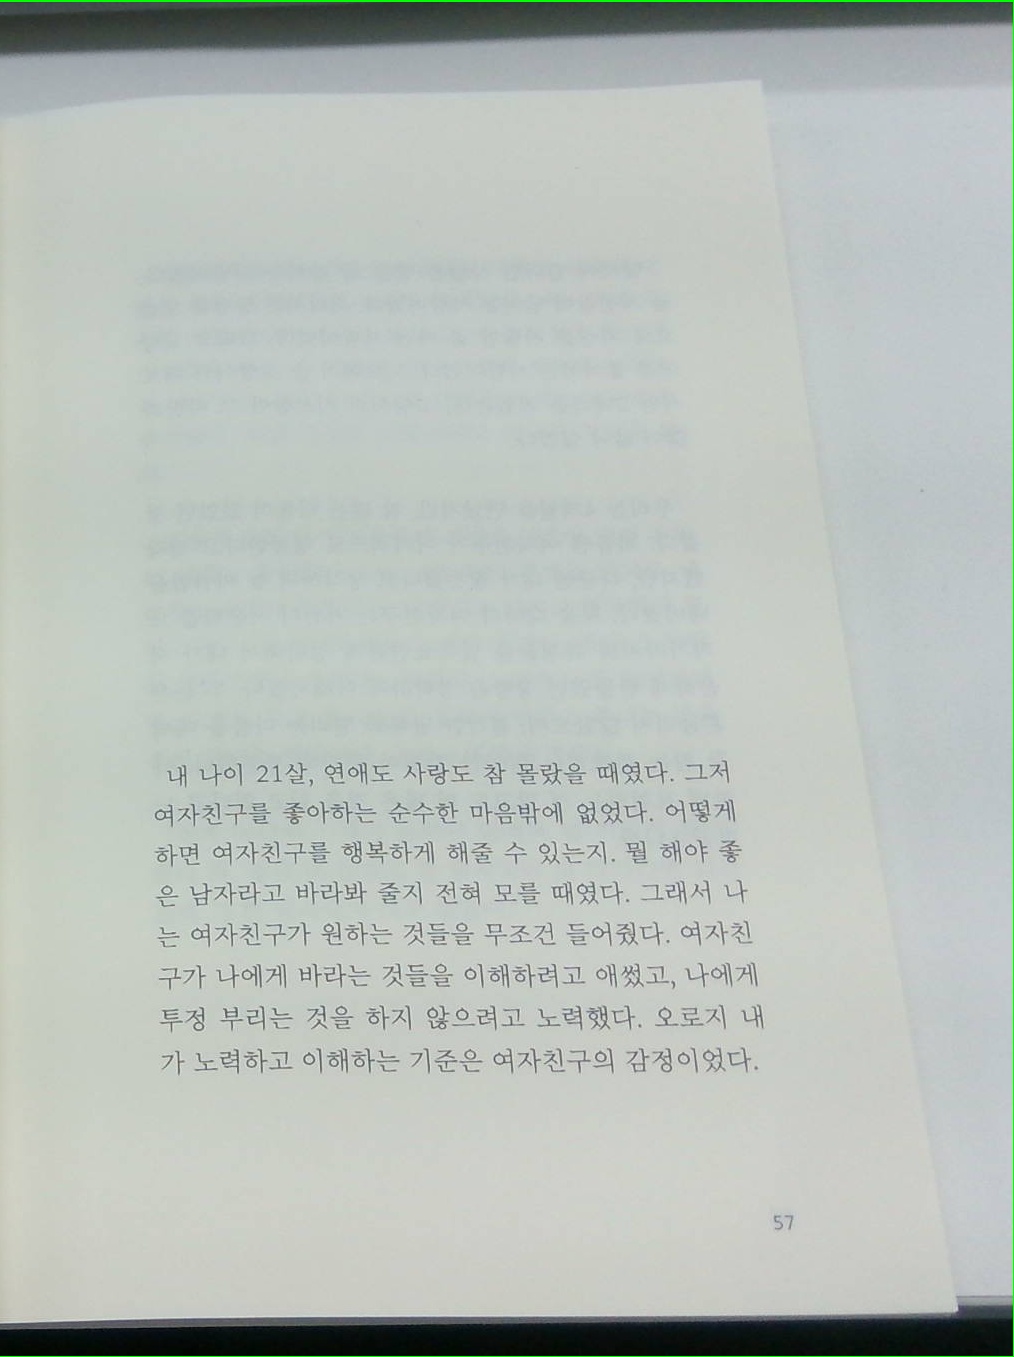 내 나이 21살, 연애도 사랑도 참 몰랐을 때였다. 그저
여자친구를 좋아하는 순수한 마음밖에 없었다. 어떻게
하면 여자친구를 행복하게 해줄 수 있는지. 뭘 해야 좋
은 남자라고 바라봐 줄지 전혀 모를 때였다. 그래서 나
는 여자친구가 원하는 것들을 무조건 들어줬다. 여자친
구가 나에게 바라는 것들을 이해하려고 애썼고, 나에게
투정 부리는 것을 하지 않으려고 노력했다. 오로지 내
가 노력하고 이해하는 기준은 여자친구의 감정이었다.
57